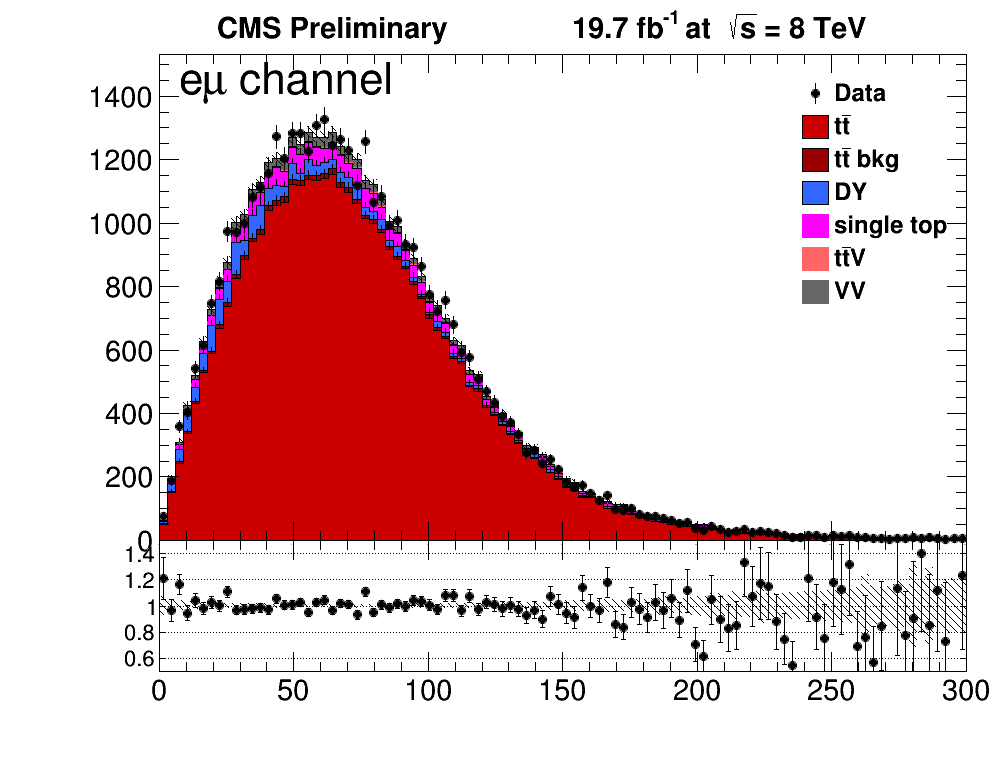 CMS Preliminary 19.7 fb⁻¹ at √s = 8 TeV
eμ channel
Data
tt̄
tt̄ bkg
DY
single top
tt̄V
VV
1400
1200
1000
800
600
400
200
0
1.4
1.2
1
0.8
0.6
0 50 100 150 200 250 300